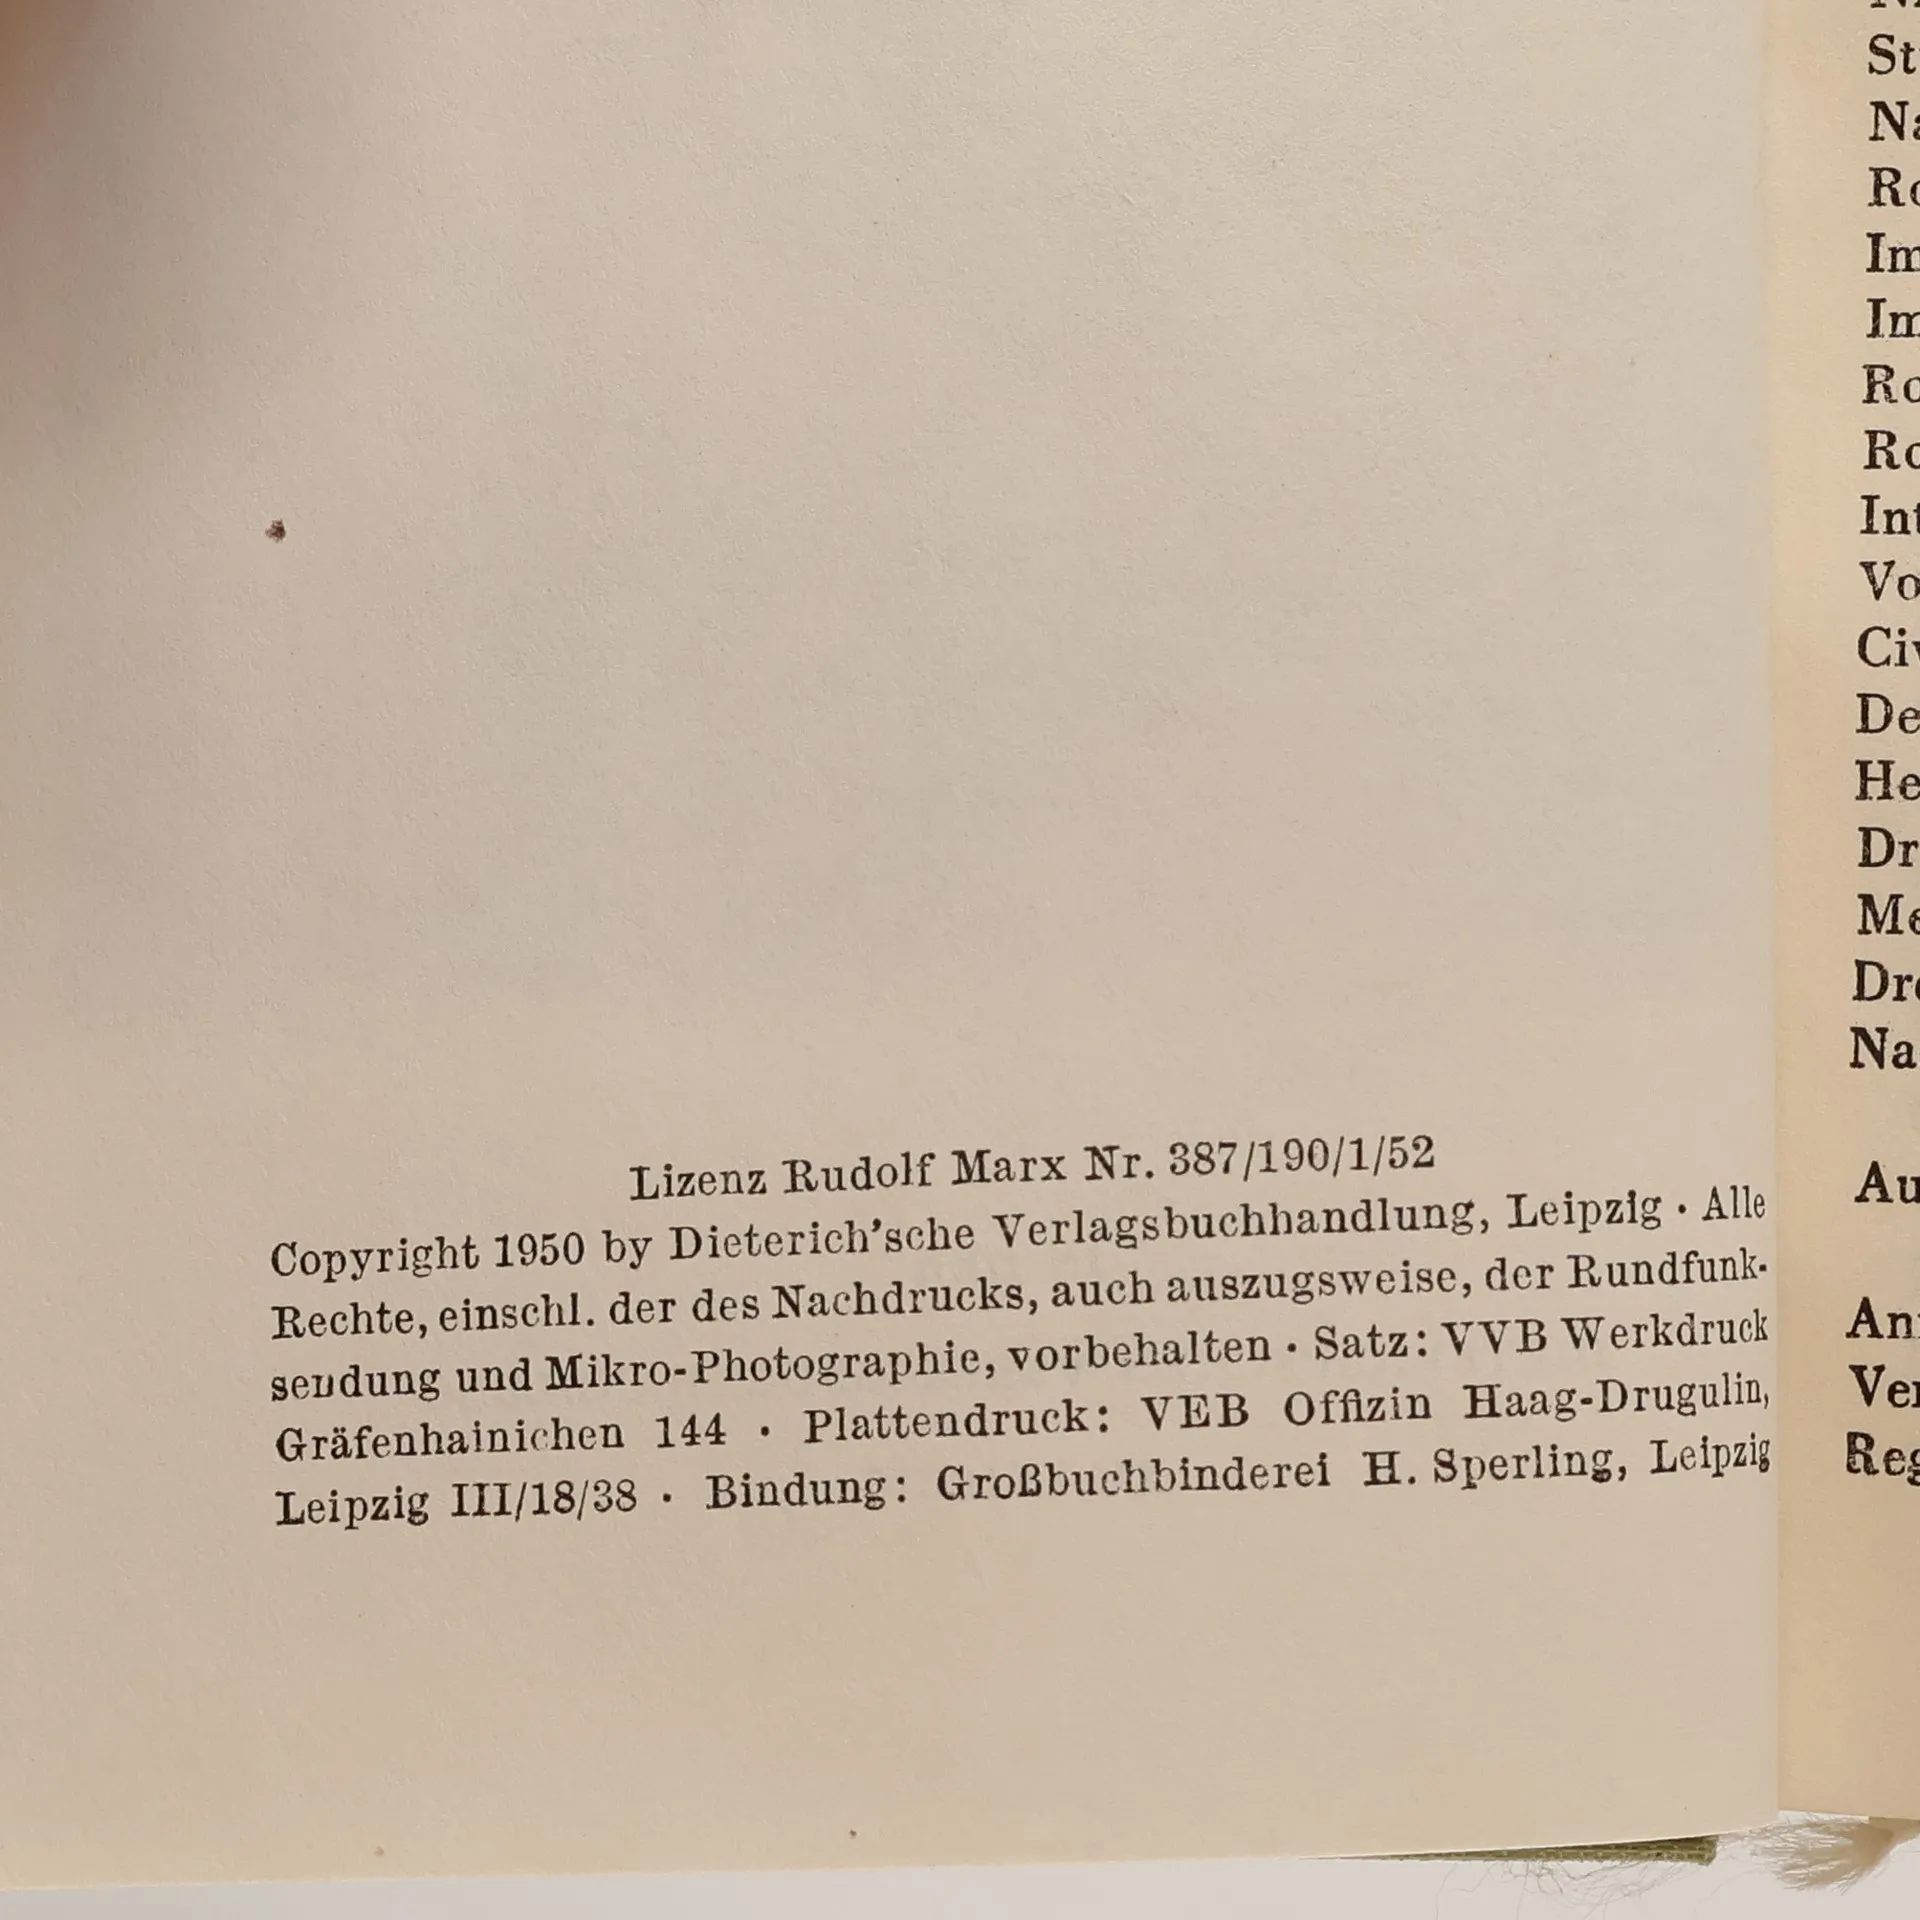 Lizenz Rudolf Marx Nr. 387/190/1/52
Copyright 1950 by Dieterich'sche Verlagsbuchhandlung, Leipzig · Alle
Rechte, einschl. der des Nachdrucks, auch auszugsweise, der Rundfunk-
sendung und Mikro-Photographie, vorbehalten · Satz: VVB Werkdruck
Gräfenhainichen 144 · Plattendruck: VEB Offizin Haag-Drugulin,
Leipzig III/18/38 · Bindung: Großbuchbinderei H. Sperling, Leipzig